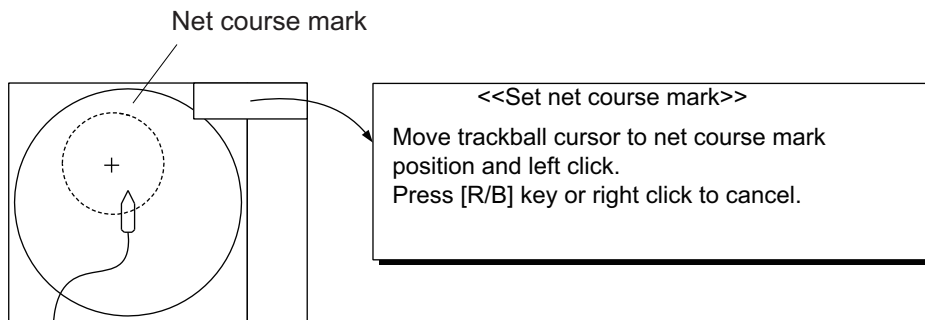 Net course mark
<<Set net course mark>>
Move trackball cursor to net course mark
position and left click.
Press [R/B] key or right click to cancel.